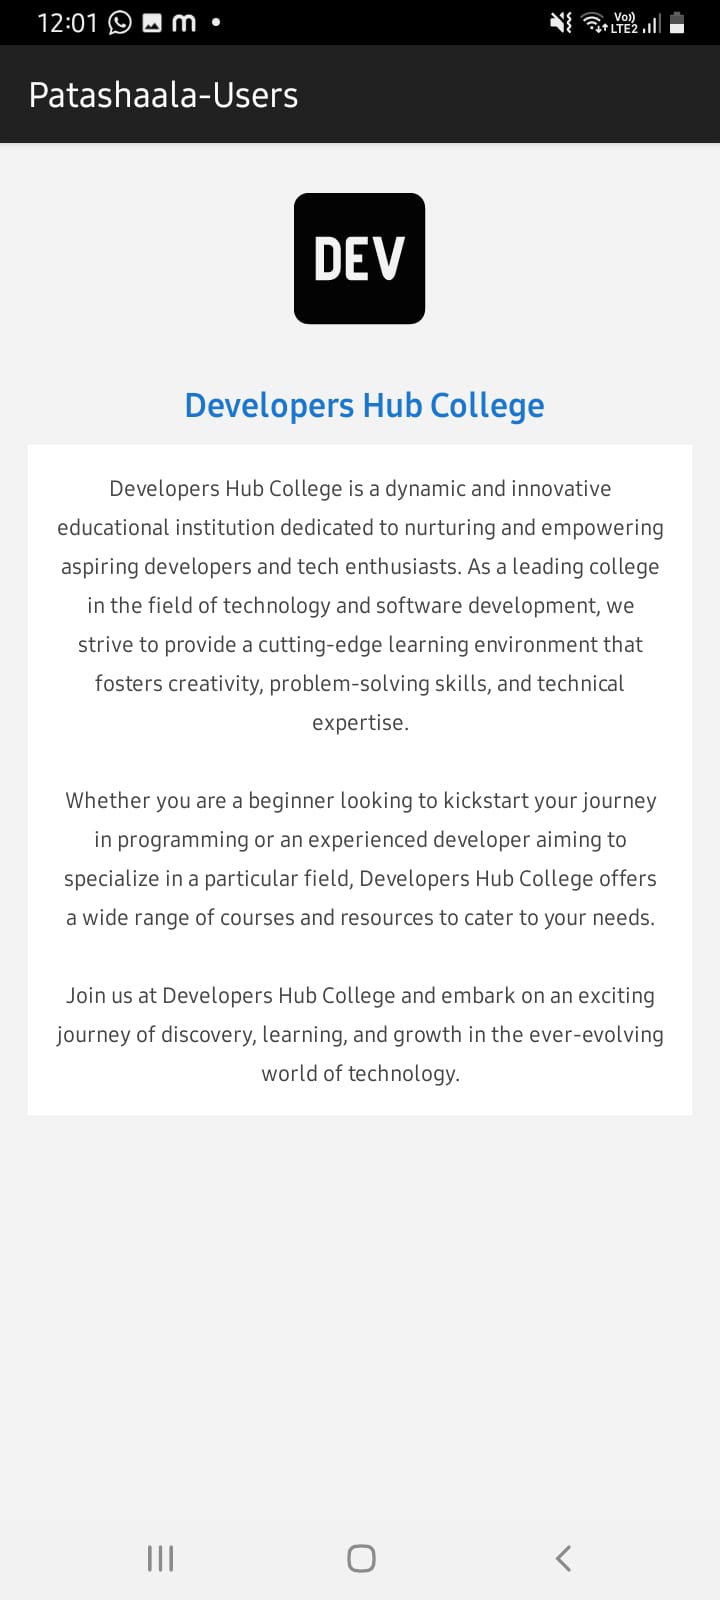 12:01
Vo))
LTE2
Patashaala-Users
DEV
Developers Hub College
Developers Hub College is a dynamic and innovative
educational institution dedicated to nurturing and empowering
aspiring developers and tech enthusiasts. As a leading college
in the field of technology and software development, we
strive to provide a cutting-edge learning environment that
fosters creativity, problem-solving skills, and technical
expertise.
Whether you are a beginner looking to kickstart your journey
in programming or an experienced developer aiming to
specialize in a particular field, Developers Hub College offers
a wide range of courses and resources to cater to your needs.
Join us at Developers Hub College and embark on an exciting
journey of discovery, learning, and growth in the ever-evolving
world of technology.